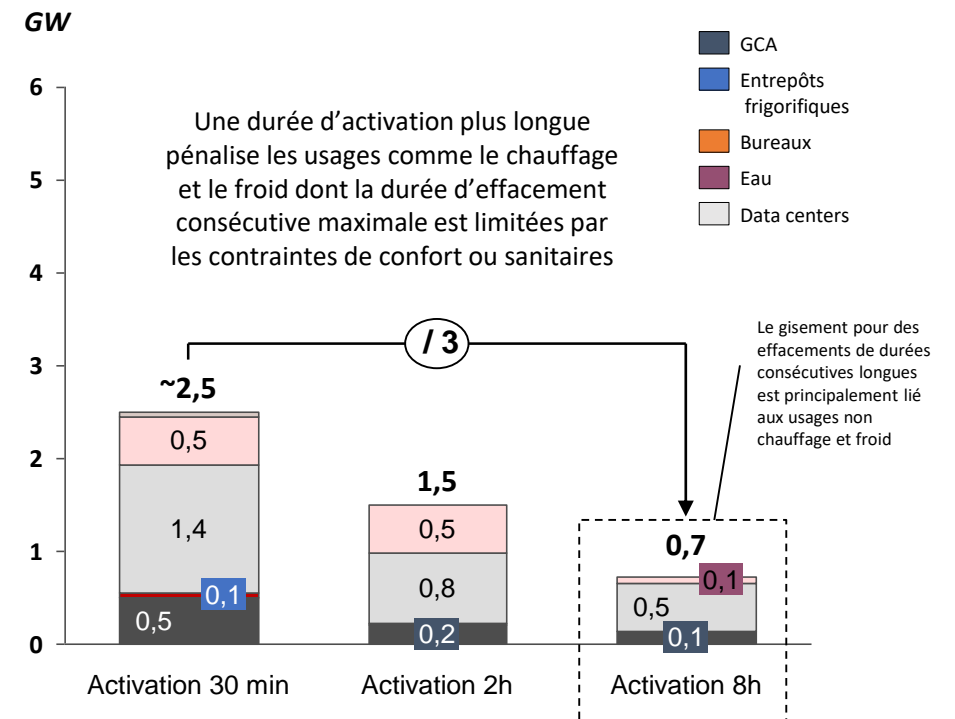 GW
GCA
Entrepôts
frigorifiques
Bureaux
Eau
Data centers
6
5
4
3
2
1
0
Une durée d’activation plus longue
pénalise les usages comme le chauffage
et le froid dont la durée d’effacement
consécutive maximale est limitées par
les contraintes de confort ou sanitaires
/ 3
Le gisement pour des
effacements de durées
consécutives longues
est principalement lié
aux usages non
chauffage et froid
~2,5
0,5
1,4
0,1
0,5
1,5
0,5
0,8
0,2
0,7
0,1
0,5
0,1
Activation 30 min
Activation 2h
Activation 8h